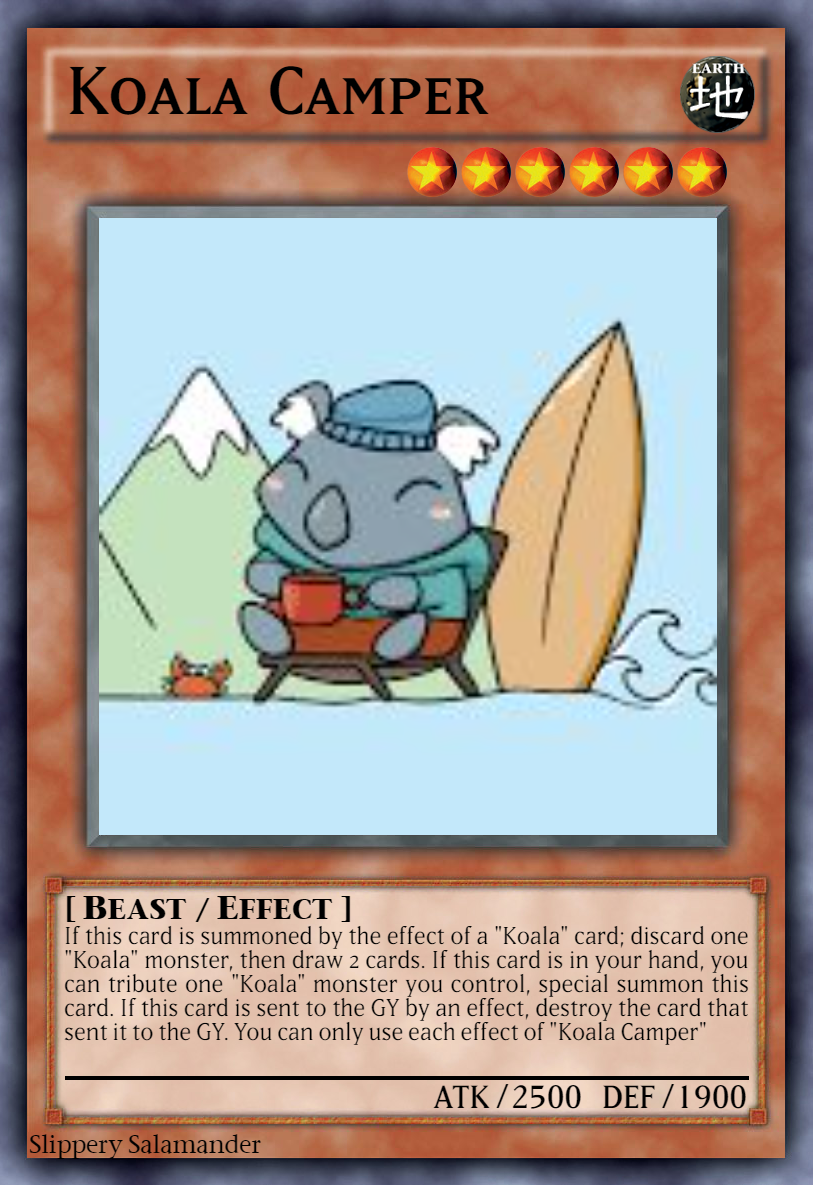 Koala Camper
EARTH
地
[ Beast / Effect ]
If this card is summoned by the effect of a "Koala" card; discard one
"Koala" monster, then draw 2 cards. If this card is in your hand, you
can tribute one "Koala" monster you control, special summon this
card. If this card is sent to the GY by an effect, destroy the card that
sent it to the GY. You can only use each effect of "Koala Camper"
ATK / 2500 DEF / 1900
Slippery Salamander